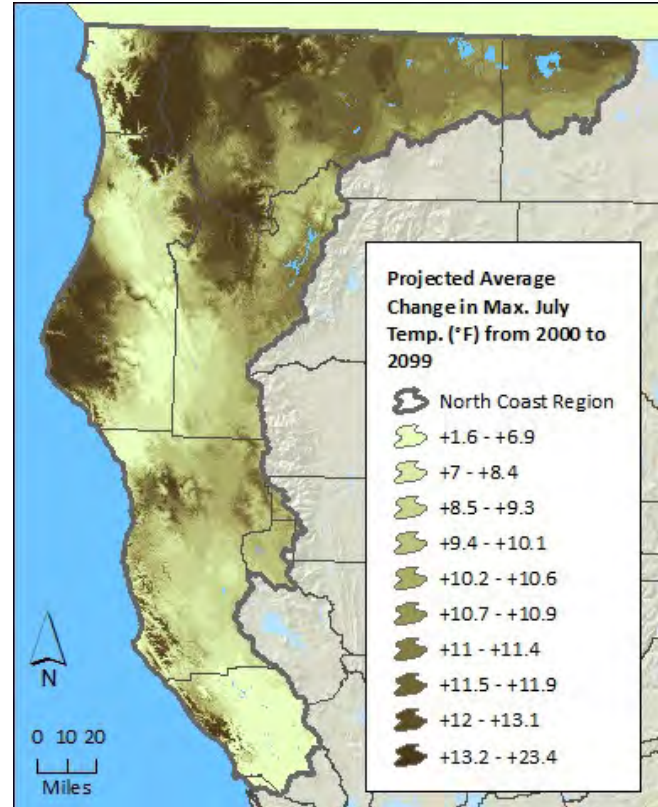 Projected Average
Change in Max. July
Temp. (°F) from 2000 to
2099
North Coast Region
+1.6 - +6.9
+7 - +8.4
+8.5 - +9.3
+9.4 - +10.1
+10.2 - +10.6
+10.7 - +10.9
+11 - +11.4
+11.5 - +11.9
+12 - +13.1
+13.2 - +23.4
N
0 10 20
Miles